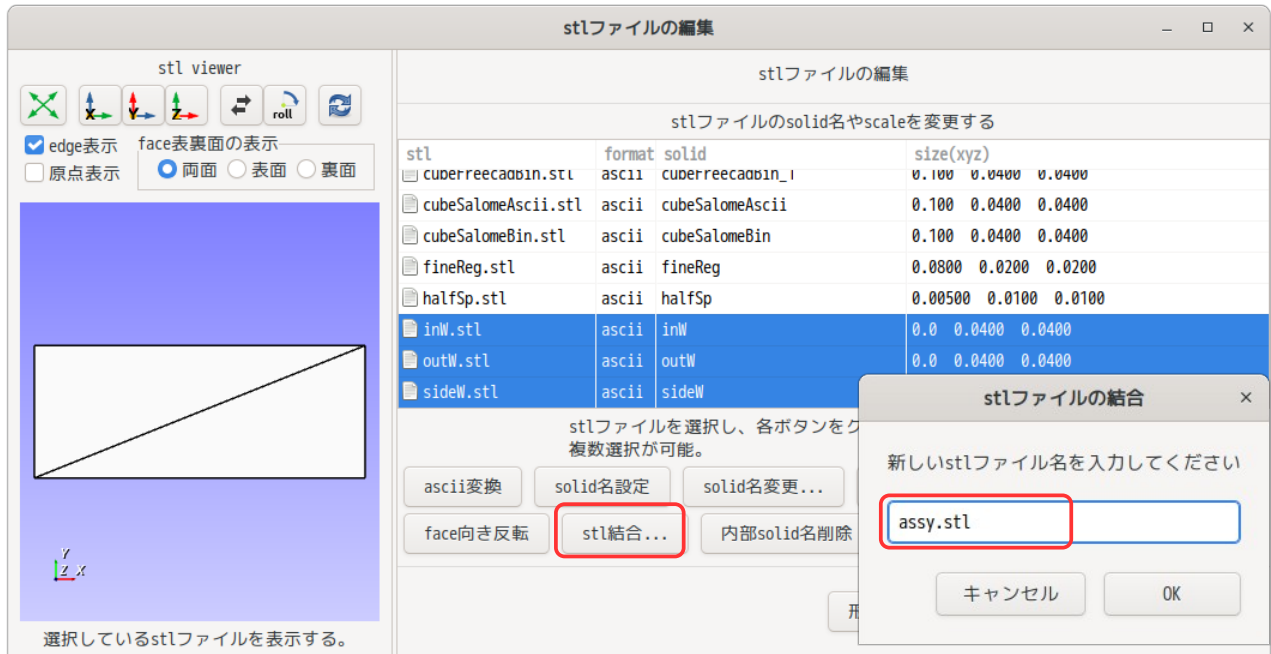 stlファイルの編集
stl viewer
X
Y
Z
roll
edge表示
原点表示
face表裏面の表示
両面 表面 裏面
Y
Z X
選択しているstlファイルを表示する。
stlファイルの編集
stlファイルのsolid名やscaleを変更する
stl format solid size(xyz)
cubeFreecadBin.stl ascii cubeFreecadBin_1 0.100 0.0400 0.0400
cubeSalomeAscii.stl ascii cubeSalomeAscii 0.100 0.0400 0.0400
cubeSalomeBin.stl ascii cubeSalomeBin 0.100 0.0400 0.0400
fineReg.stl ascii fineReg 0.0800 0.0200 0.0200
halfSp.stl ascii halfSp 0.00500 0.0100 0.0100
inW.stl ascii inW 0.0 0.0400 0.0400
outW.stl ascii outW 0.0 0.0400 0.0400
sideW.stl ascii sideW
stlファイルを選択し、各ボタンをク
複数選択が可能。
ascii変換 solid名設定 solid名変更...
face向き反転 stl結合... 内部solid名削除
stlファイルの結合
新しいstlファイル名を入力してください
assy.stl
キャンセル OK